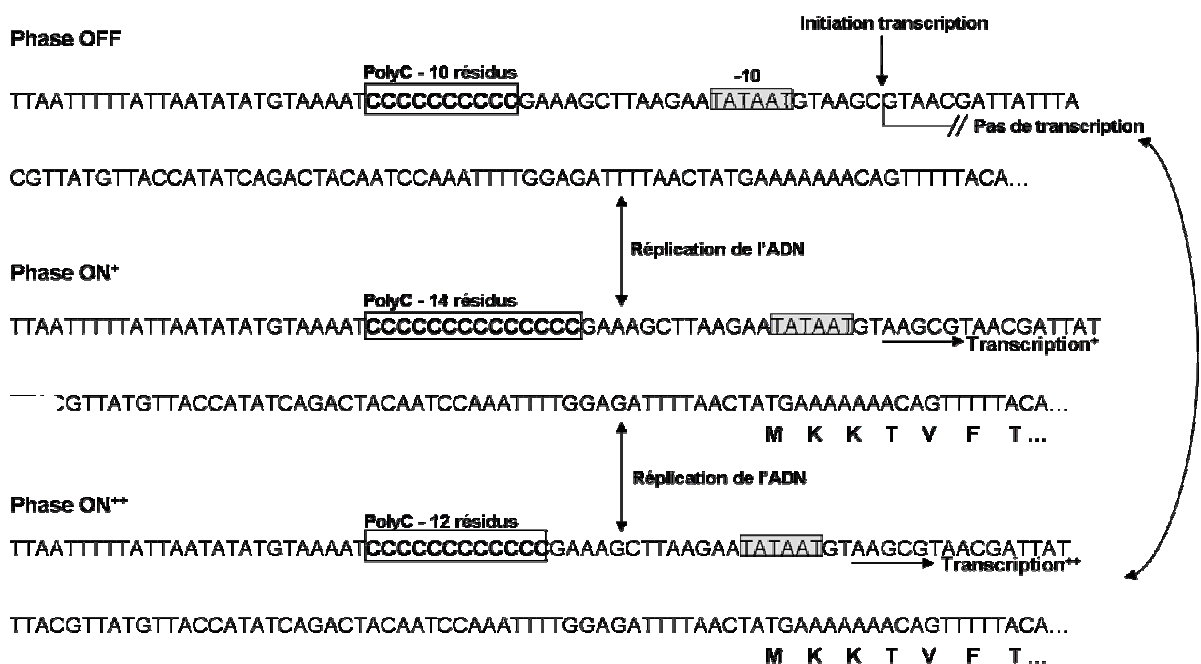 Phase OFF
Initiation transcription
PolyC - 10 résidus
-10
TTAATTTTTATTAATATATGTAAAATCCCCCCCCCCGAAAGCTTAAGAATATAATGTAAGCGTAACGATTATTTA
// Pas de transcription
CGTTATGTTACCATATCAGACTACAATCCAAATTTTGGAGATTTTAACTATGAAAAAAACAGTTTTTACA...
Réplication de l'ADN
Phase ON⁺
PolyC - 14 résidus
TTAATTTTTATTAATATATGTAAAATCCCCCCCCCCCCCCGAAAGCTTAAGAATATAATGTAAGCGTAACGATTAT
Transcription⁺
CGTTATGTTACCATATCAGACTACAATCCAAATTTTGGAGATTTTAACTATGAAAAAAACAGTTTTTACA...
M K K T V F T...
Réplication de l'ADN
Phase ON⁺⁺
PolyC - 12 résidus
TTAATTTTTATTAATATATGTAAAATCCCCCCCCCCCCGAAAGCTTAAGAATATAATGTAAGCGTAACGATTAT
Transcription⁺⁺
TTACGTTATGTTACCATATCAGACTACAATCCAAATTTTGGAGATTTTAACTATGAAAAAAACAGTTTTTACA...
M K K T V F T...